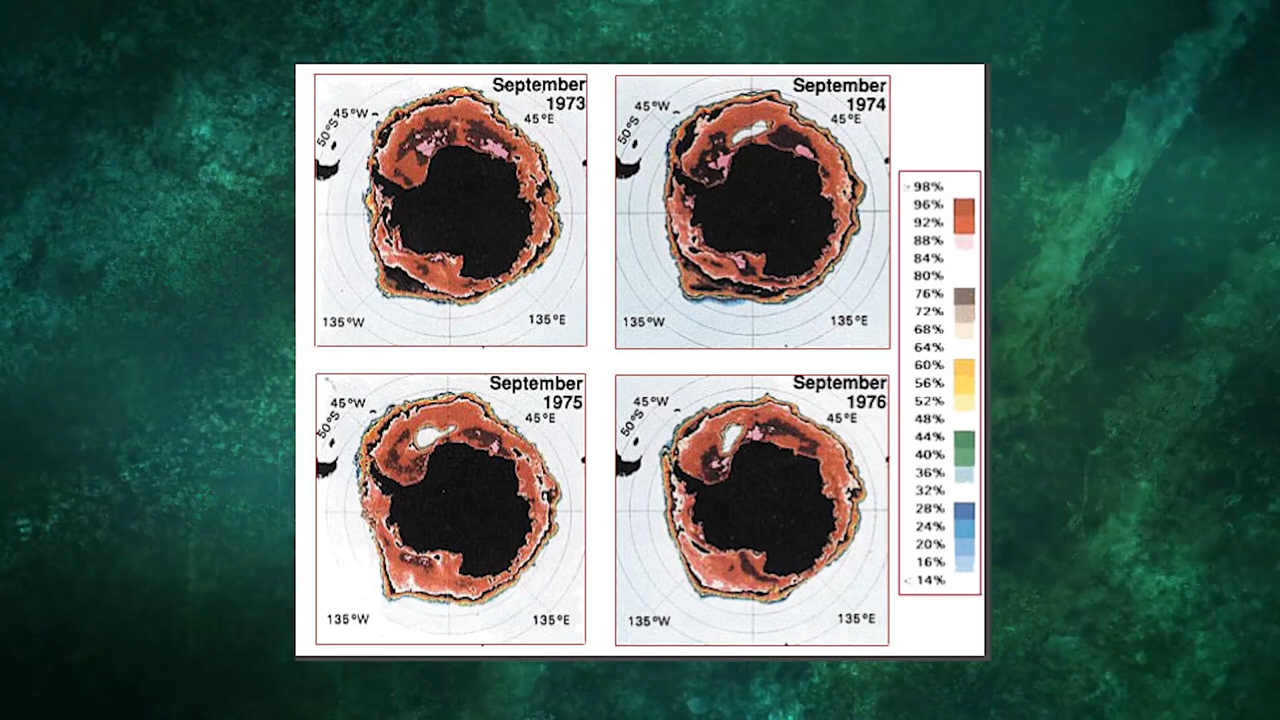 September
1973
45°W
45°E
50°S
135°W
135°E
September
1974
45°W
45°E
50°S
135°W
135°E
September
1975
45°W
45°E
50°S
135°W
135°E
September
1976
45°W
45°E
50°S
135°W
135°E
98%
96%
92%
88%
84%
80%
76%
72%
68%
64%
60%
56%
52%
48%
44%
40%
36%
32%
28%
24%
20%
16%
< 14%